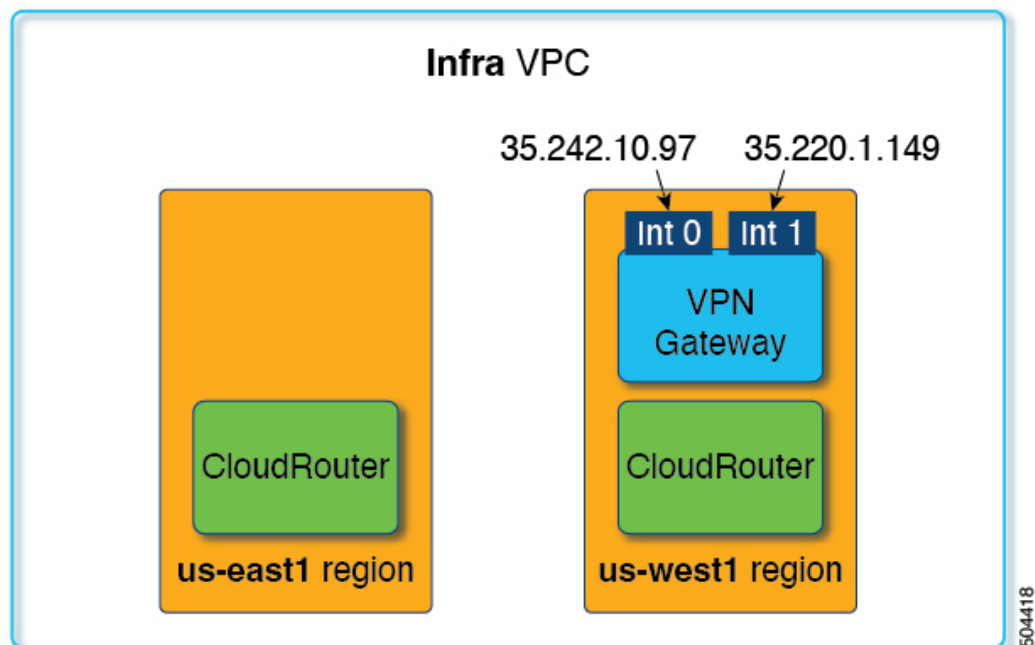 Infra VPC
35.242.10.97 35.220.1.149
Int 0 Int 1
VPN
Gateway
CloudRouter
us-east1 region
CloudRouter
us-west1 region
504418